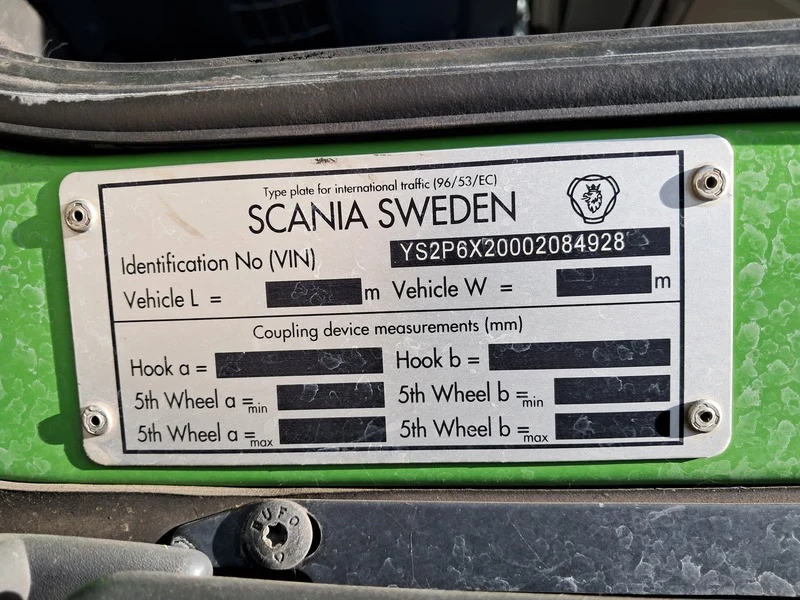 Type plate for international traffic (96/53/EC)
SCANIA SWEDEN
Identification No (VIN) YS2P6X20002084928
Vehicle L = m Vehicle W = m
Coupling device measurements (mm)
Hook a = Hook b =
5th Wheel a =min 5th Wheel b =min
5th Wheel a =max 5th Wheel b =max
BUFO